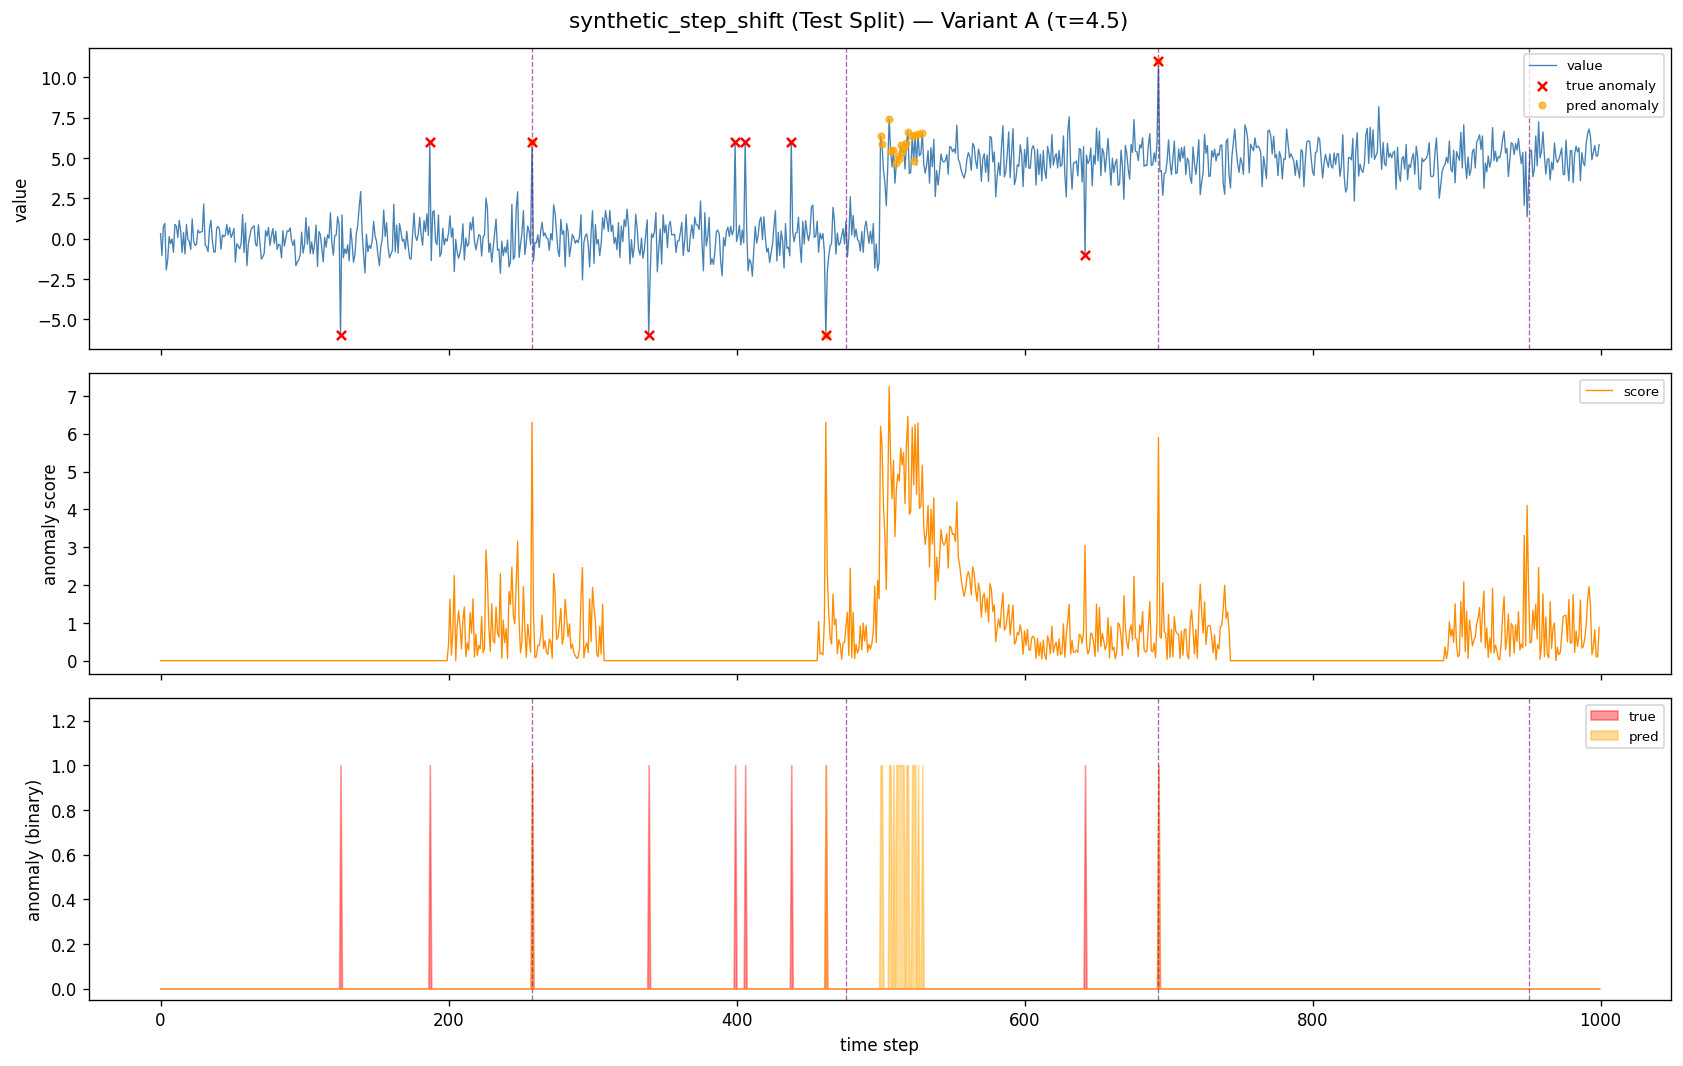 synthetic_step_shift (Test Split) — Variant A (τ=4.5)
value
true anomaly
pred anomaly
10.0
7.5
5.0
2.5
0.0
−2.5
−5.0
value
score
7
6
5
4
3
2
1
0
anomaly score
true
pred
1.2
1.0
0.8
0.6
0.4
0.2
0.0
anomaly (binary)
0 200 400 600 800 1000
time step